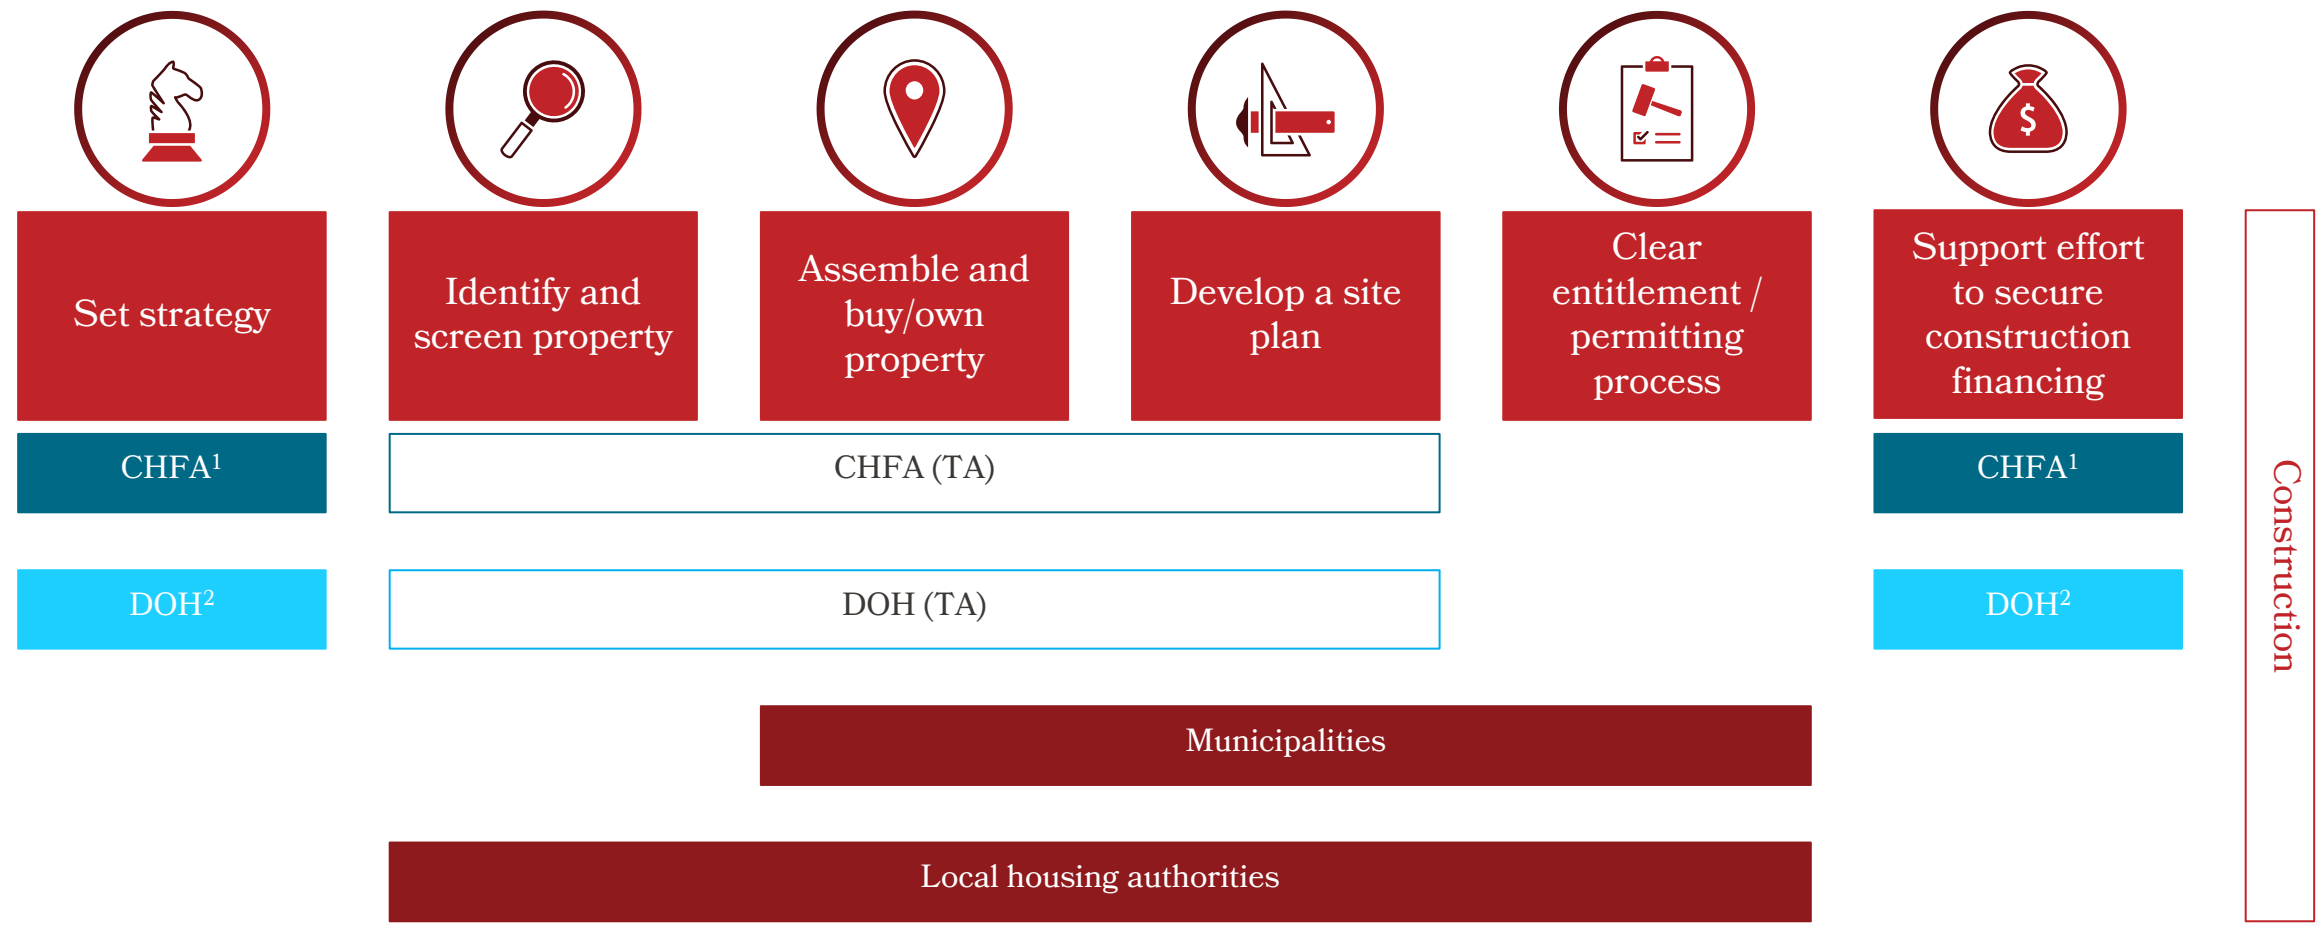 Set strategy
Identify and
screen property
Assemble and
buy/own
property
Develop a site
plan
Clear
entitlement /
permitting
process
Support effort
to secure
construction
financing
CHFA¹
CHFA (TA)
CHFA¹
DOH²
DOH (TA)
DOH²
Municipalities
Local housing authorities
Construction
$